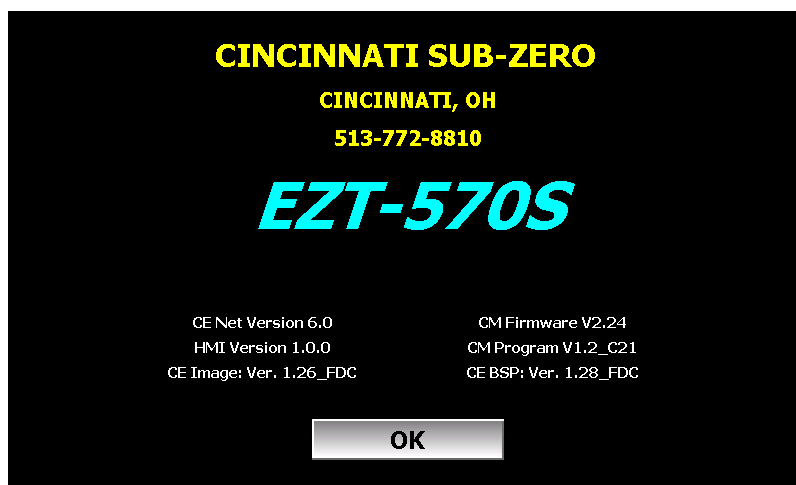 CINCINNATI SUB-ZERO
CINCINNATI, OH
513-772-8810
EZT-570S
CE Net Version 6.0
CM Firmware V2.24
HMI Version 1.0.0
CM Program V1.2_C21
CE Image: Ver. 1.26_FDC
CE BSP: Ver. 1.28_FDC
OK